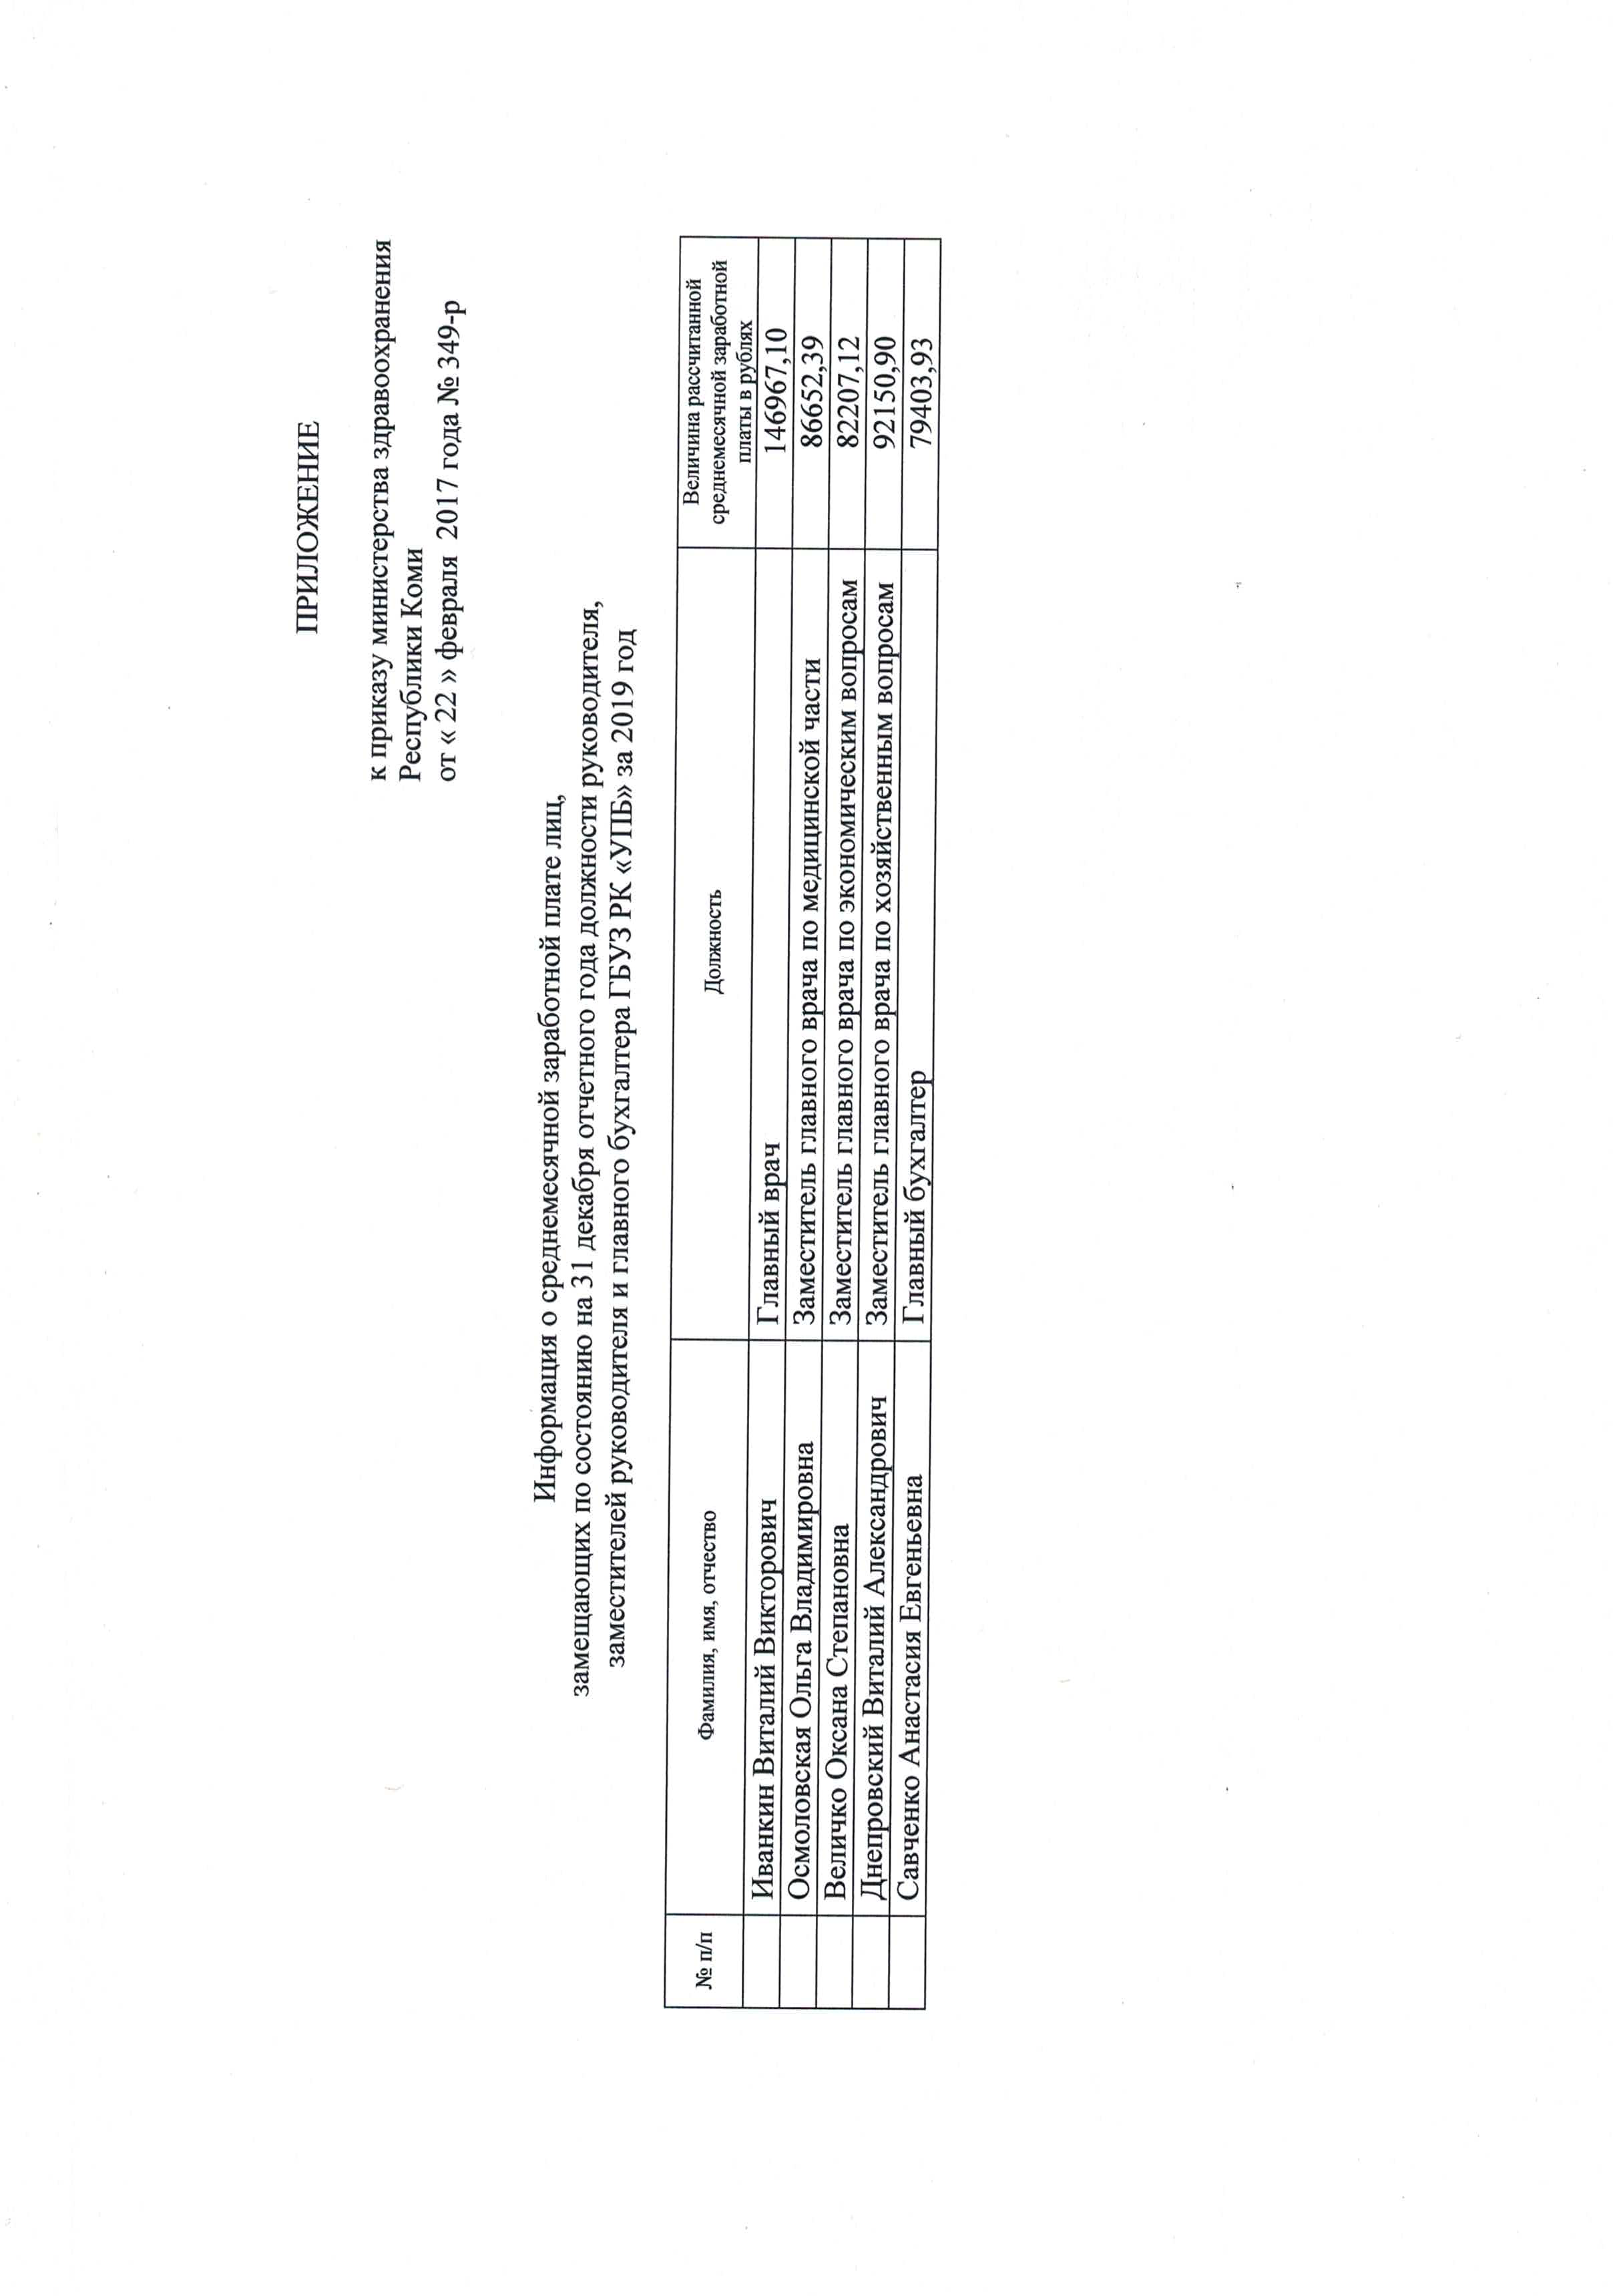 ПРИЛОЖЕНИЕ
к приказу министерства здравоохранения
Республики Коми
от « 22 » февраля 2017 года № 349-р
Информация о среднемесячной заработной плате лиц,
замещающих по состоянию на 31 декабря отчетного года должности руководителя,
заместителей руководителя и главного бухгалтера ГБУЗ РК «УПБ» за 2019 год
№ п/п Фамилия, имя, отчество Должность Величина рассчитанной
среднемесячной заработной
платы в рублях
Иванкин Виталий Викторович Главный врач 146967,10
Осмоловская Ольга Владимировна Заместитель главного врача по медицинской части 86652,39
Величко Оксана Степановна Заместитель главного врача по экономическим вопросам 82207,12
Днепровский Виталий Александрович Заместитель главного врача по хозяйственным вопросам 92150,90
Савченко Анастасия Евгеньевна Главный бухгалтер 79403,93